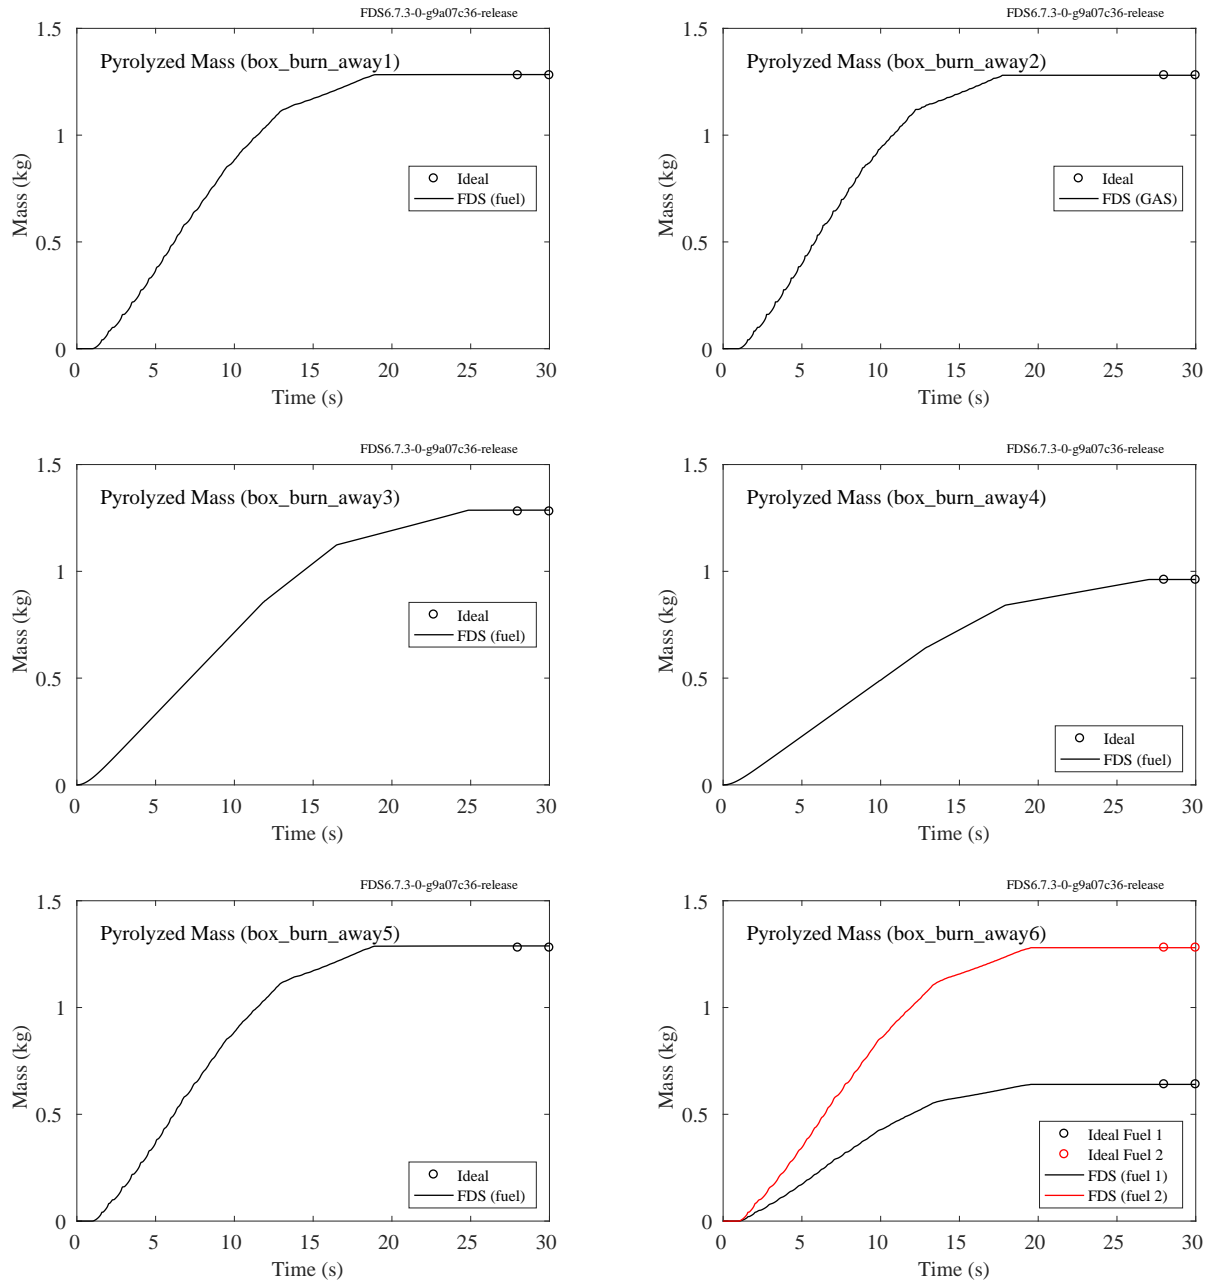 FDS6.7.3-0-g9a07c36-release
Pyrolyzed Mass (box_burn_away1)
Mass (kg)
1.5
1
0.5
0
Ideal
FDS (fuel)
0 5 10 15 20 25 30
Time (s)
FDS6.7.3-0-g9a07c36-release
Pyrolyzed Mass (box_burn_away2)
Mass (kg)
1.5
1
0.5
0
Ideal
FDS (GAS)
0 5 10 15 20 25 30
Time (s)
FDS6.7.3-0-g9a07c36-release
Pyrolyzed Mass (box_burn_away3)
Mass (kg)
1.5
1
0.5
0
Ideal
FDS (fuel)
0 5 10 15 20 25 30
Time (s)
FDS6.7.3-0-g9a07c36-release
Pyrolyzed Mass (box_burn_away4)
Mass (kg)
1.5
1
0.5
0
Ideal
FDS (fuel)
0 5 10 15 20 25 30
Time (s)
FDS6.7.3-0-g9a07c36-release
Pyrolyzed Mass (box_burn_away5)
Mass (kg)
1.5
1
0.5
0
Ideal
FDS (fuel)
0 5 10 15 20 25 30
Time (s)
FDS6.7.3-0-g9a07c36-release
Pyrolyzed Mass (box_burn_away6)
Mass (kg)
1.5
1
0.5
0
Ideal Fuel 1
Ideal Fuel 2
FDS (fuel 1)
FDS (fuel 2)
0 5 10 15 20 25 30
Time (s)